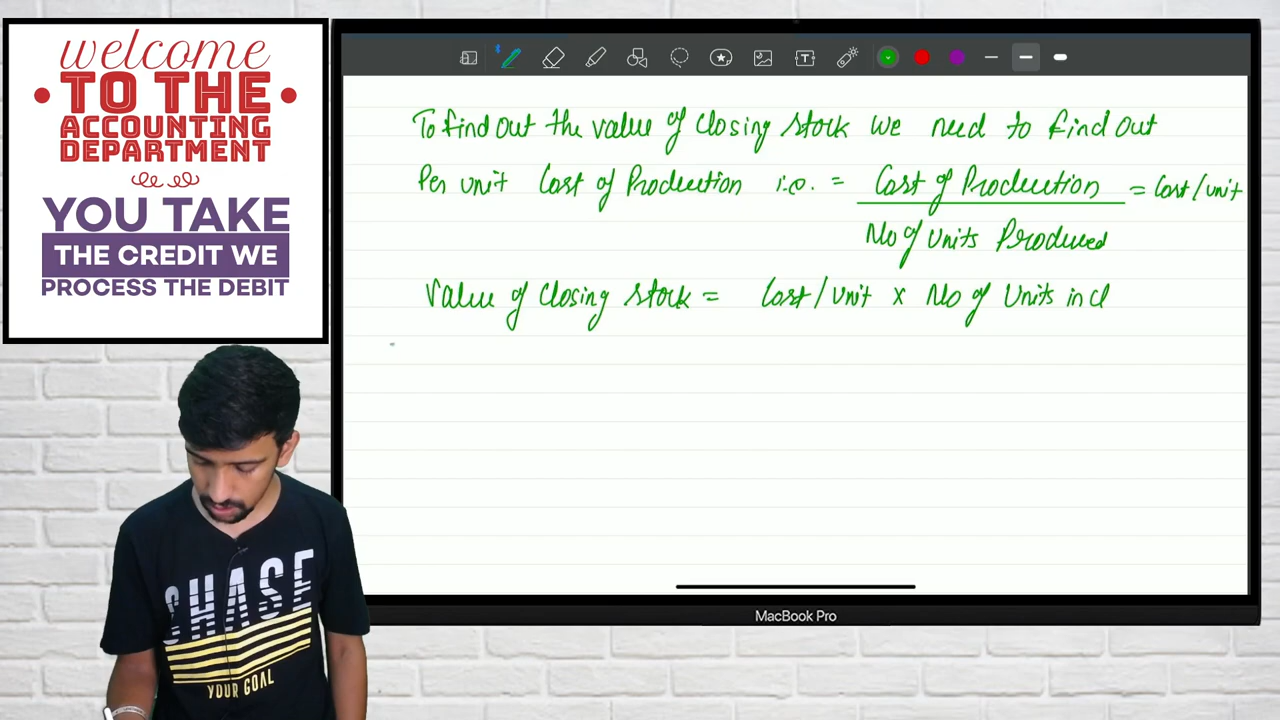 welcome
TO THE
ACCOUNTING
DEPARTMENT
YOU TAKE
THE CREDIT WE
PROCESS THE DEBIT
To find Out the value of Closing stock we need to find Out
Per unit Cost of Production i.e. = Cost of Production = Cost/unit
No of Units Produced
Value of Closing stock = Cost/unit x No of Units in cl
MacBook Pro
CHASE
YOUR GOAL